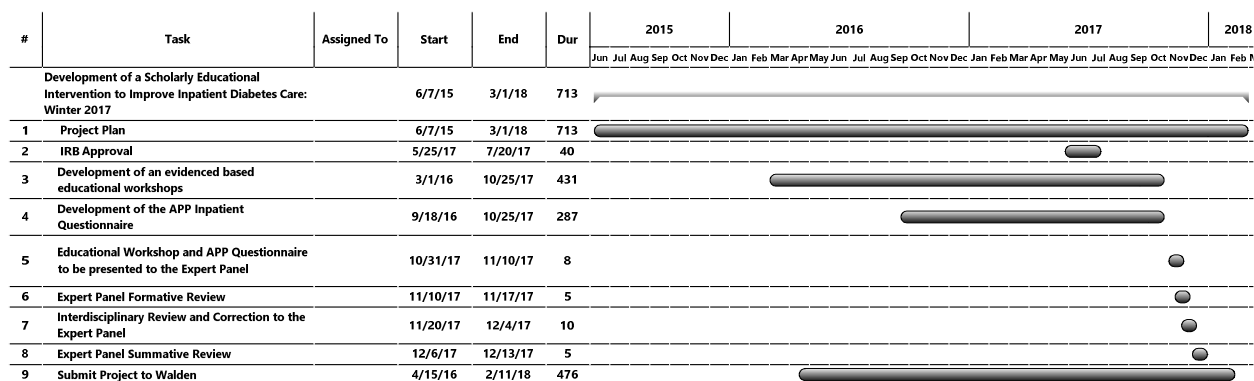 2015 2016 2017 2018
# Task Assigned To Start End Dur
Jun Jul Aug Sep Oct Nov Dec Jan Feb Mar Apr May Jun Jul Aug Sep Oct Nov Dec Jan Feb Mar Apr May Jun Jul Aug Sep Oct Nov Dec Jan Feb M
Development of a Scholarly Educational
Intervention to Improve Inpatient Diabetes Care: 6/7/15 3/1/18 713
Winter 2017
1 Project Plan 6/7/15 3/1/18 713
2 IRB Approval 5/25/17 7/20/17 40
3 Development of an evidenced based 3/1/16 10/25/17 431
educational workshops
4 Development of the APP Inpatient 9/18/16 10/25/17 287
Questionnaire
5 Educational Workshop and APP Questionnaire 10/31/17 11/10/17 8
to be presented to the Expert Panel
6 Expert Panel Formative Review 11/10/17 11/17/17 5
7 Interdisciplinary Review and Correction to the 11/20/17 12/4/17 10
Expert Panel
8 Expert Panel Summative Review 12/6/17 12/13/17 5
9 Submit Project to Walden 4/15/16 2/11/18 476